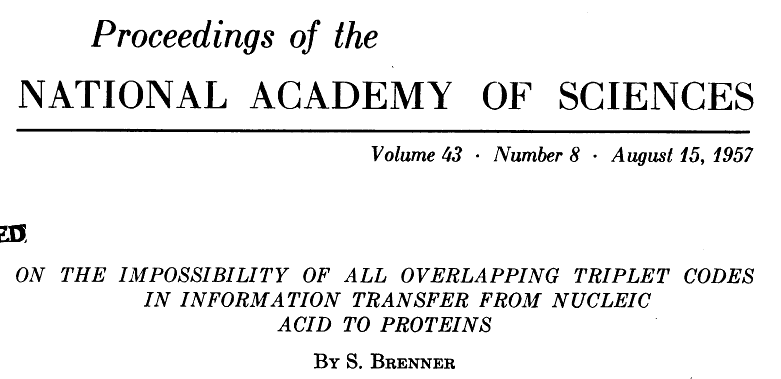 Proceedings of the
NATIONAL ACADEMY OF SCIENCES
Volume 43 · Number 8 · August 15, 1957
ED
ON THE IMPOSSIBILITY OF ALL OVERLAPPING TRIPLET CODES
IN INFORMATION TRANSFER FROM NUCLEIC
ACID TO PROTEINS
BY S. BRENNER